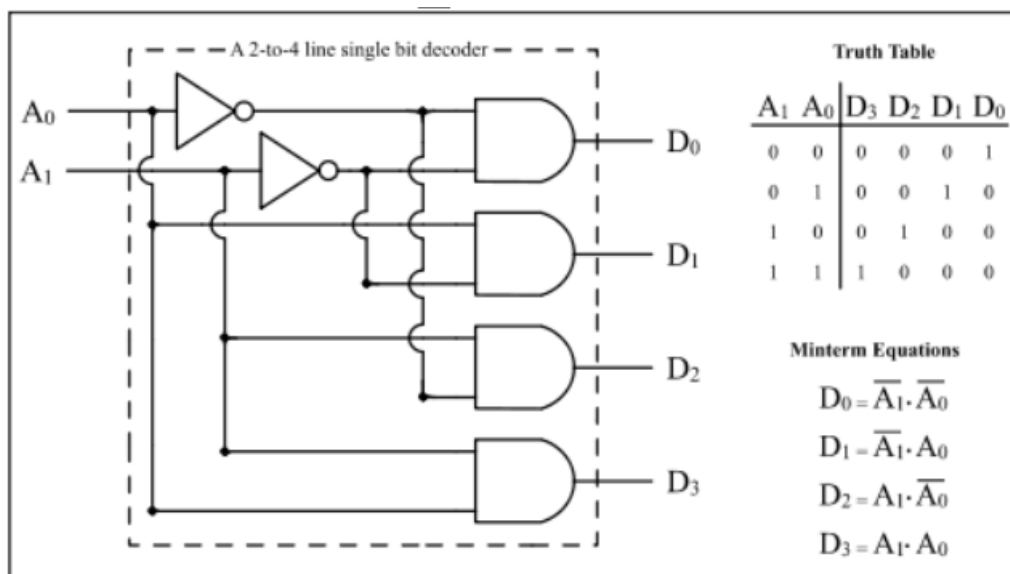 A 2-to-4 line single bit decoder
A₀
A₁
D₀
D₁
D₂
D₃
Truth Table
A₁ A₀ D₃ D₂ D₁ D₀
0 0 0 0 0 1
0 1 0 0 1 0
1 0 0 1 0 0
1 1 1 0 0 0
Minterm Equations
D₀ = A̅₁ · A̅₀
D₁ = A̅₁ · A₀
D₂ = A₁ · A̅₀
D₃ = A₁ · A₀